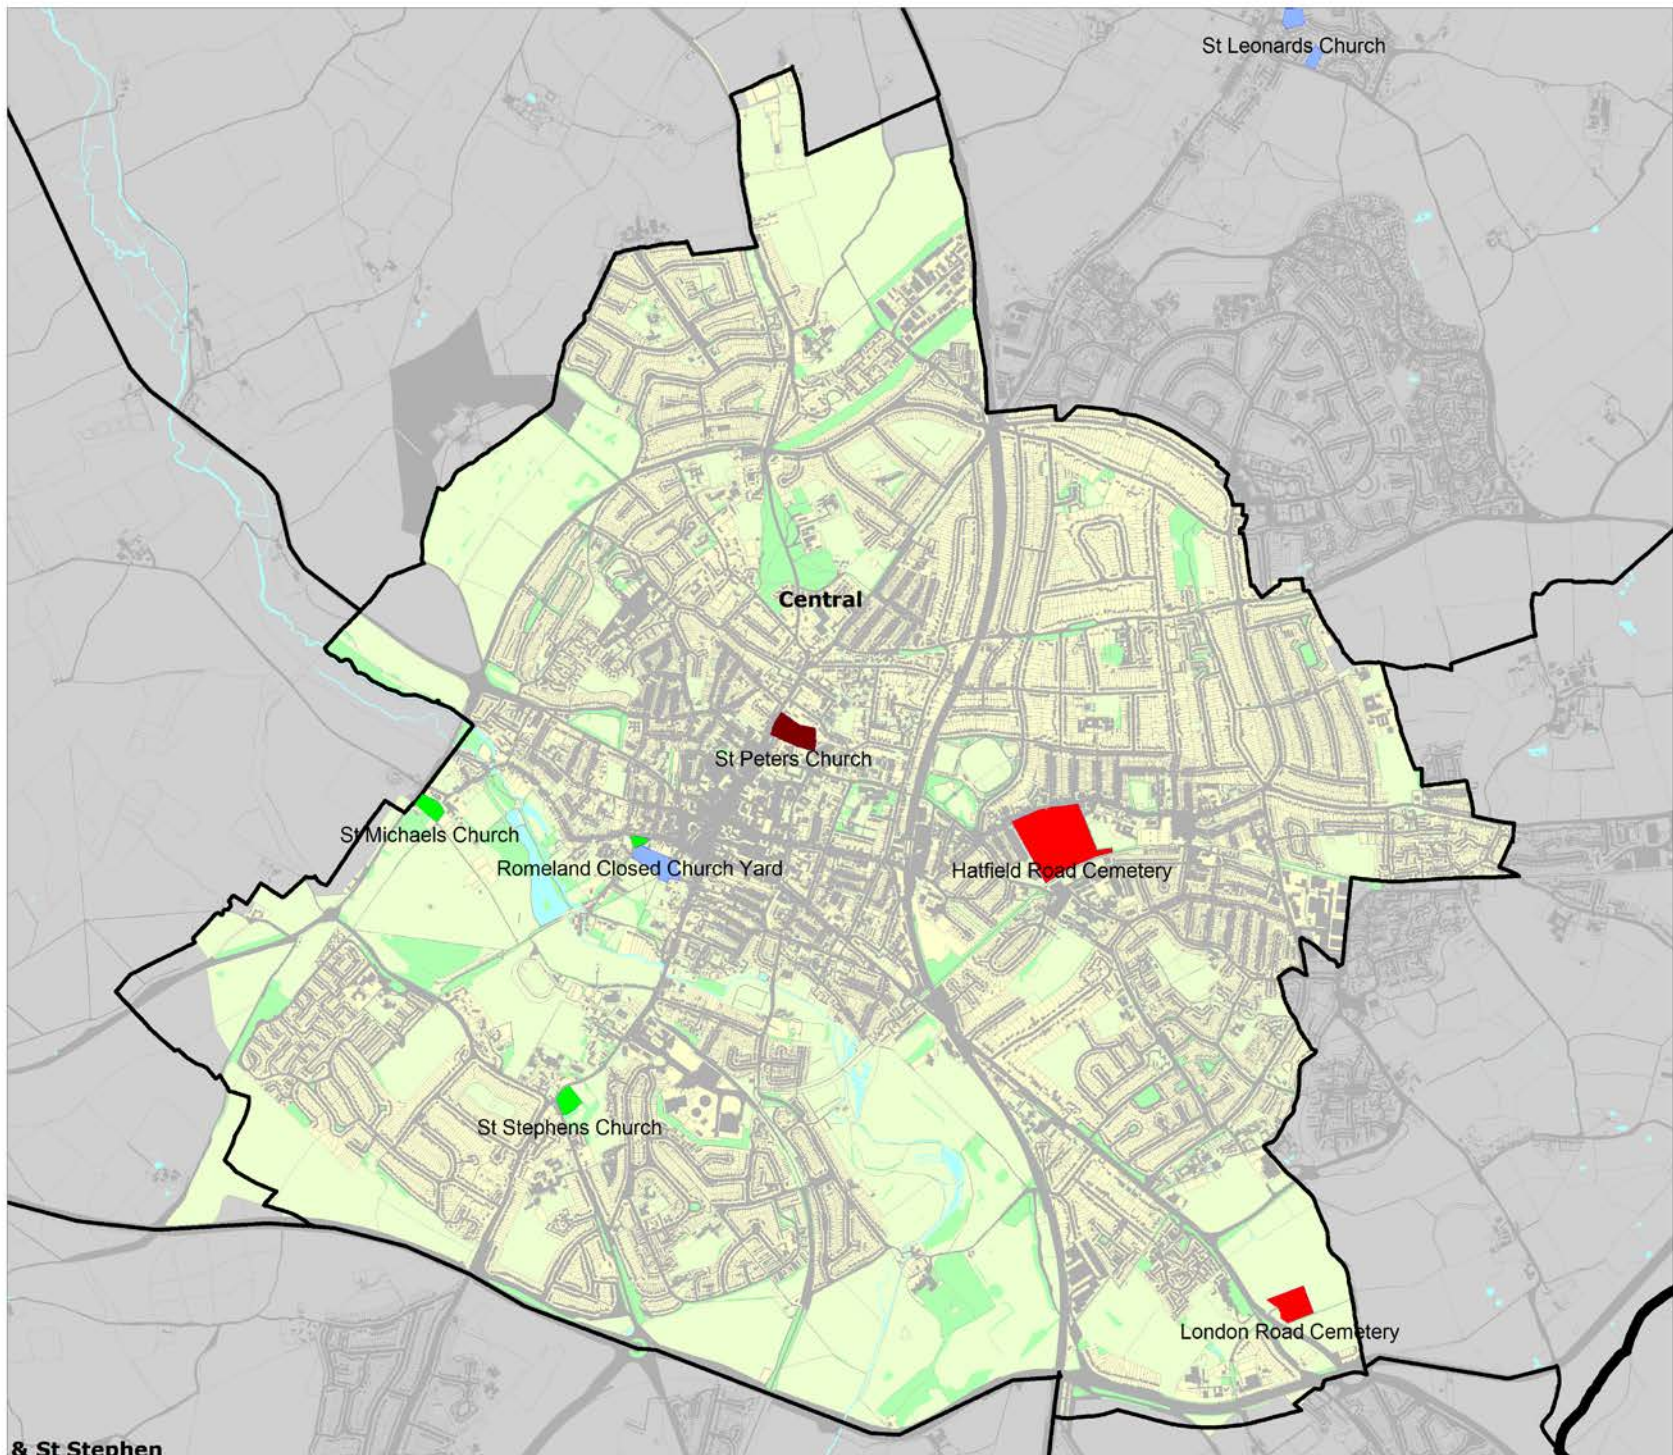 St Leonards Church
Central
St Peters Church
St Michaels Church
Romeland Closed Church Yard
Hatfield Road Cemetery
St Stephens Church
London Road Cemetery
& St Stephen